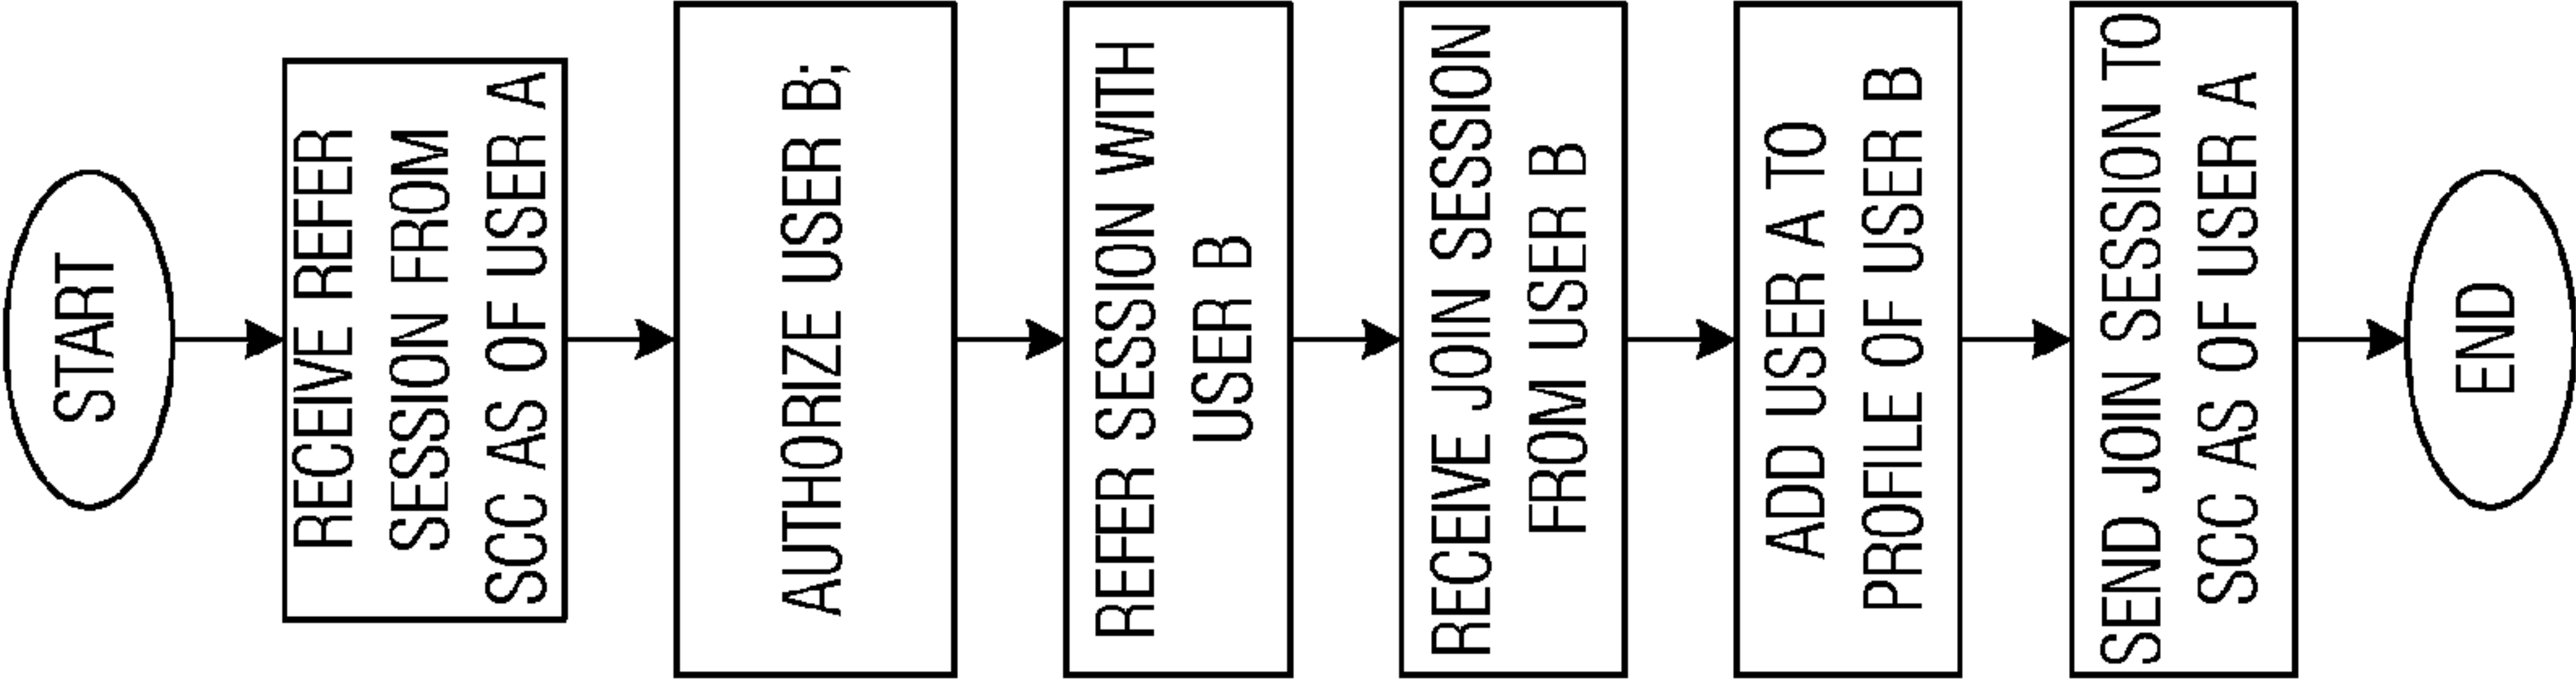 START
RECEIVE REFER
SESSION FROM
SCC AS OF USER A
AUTHORIZE USER B;
REFER SESSION WITH
USER B
RECEIVE JOIN SESSION
FROM USER B
ADD USER A TO
PROFILE OF USER B
SEND JOIN SESSION TO
SCC AS OF USER A
END